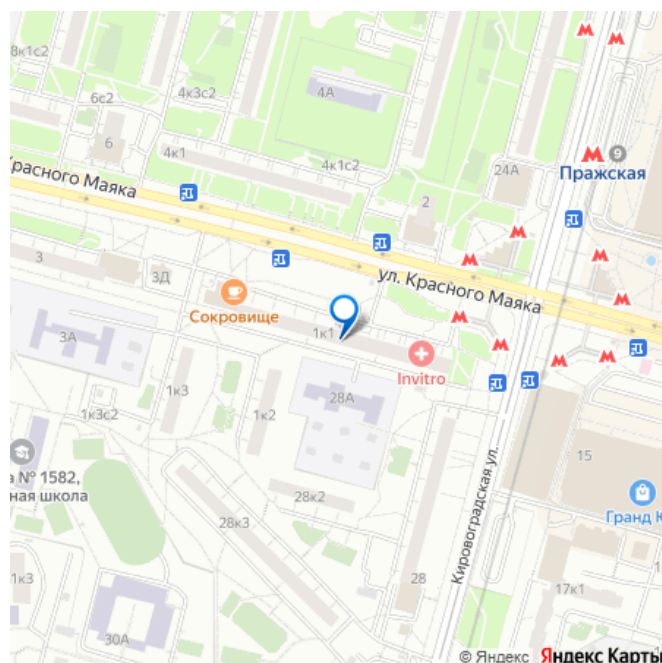 8к1с2
4к3с2
6с2
4А
6
4к1
4к1с2
24А
9
Пражская
Красного Маяка
2
3
3Д
ул. Красного Маяка
Сокровище
1к1
3А
Invitro
1к3
28А
1к3с2
1к2
15
а № 1582,
ная школа
28к2
Гранд К
28к3
Кировоградская ул.
1к3
28
17к1
30А
© Яндекс Яндекс Карты